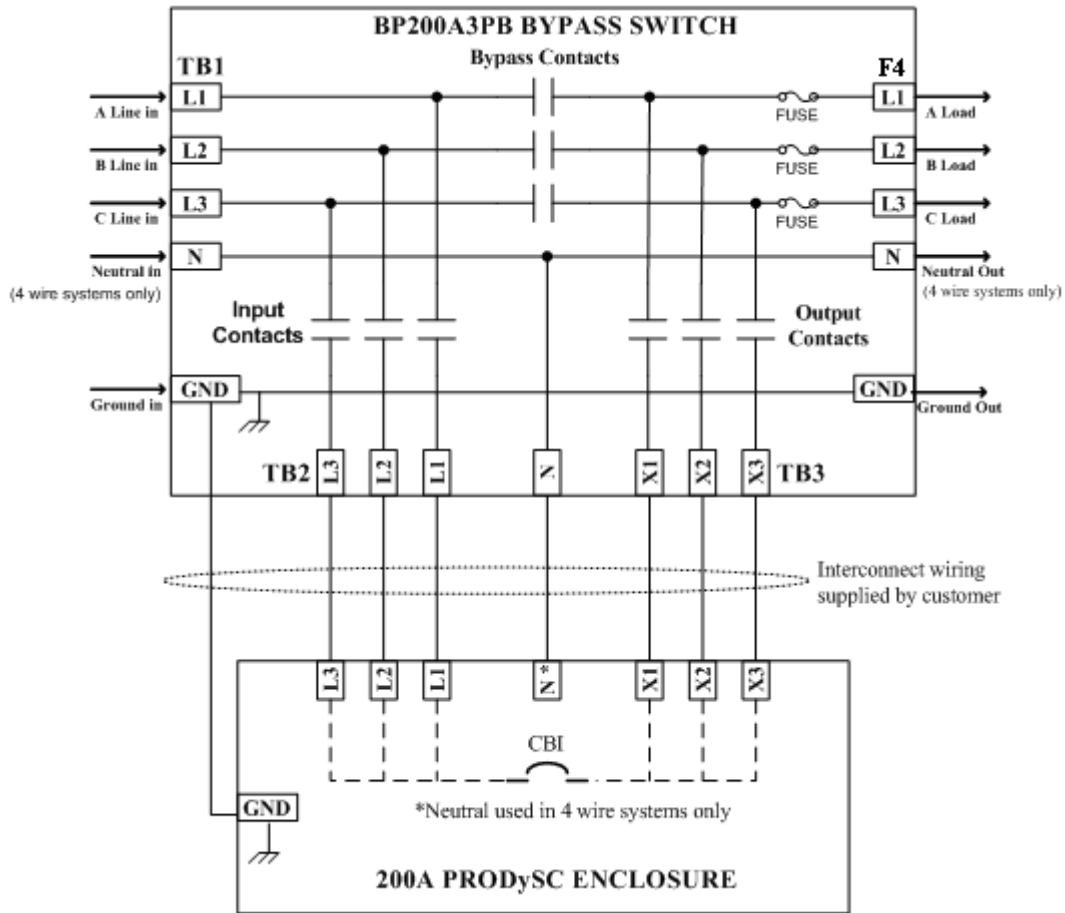 BP200A3PB BYPASS SWITCH
Bypass Contacts
TB1
F4
L1
A Line in
FUSE
L1
A Load
L2
B Line in
FUSE
L2
B Load
L3
C Line in
FUSE
L3
C Load
N
Neutral in
(4 wire systems only)
N
Neutral Out
(4 wire systems only)
Input
Contacts
Output
Contacts
GND
Ground in
GND
Ground Out
TB2
L3
L2
L1
N
X1
X2
X3
TB3
Interconnect wiring
supplied by customer
L3
L2
L1
N*
X1
X2
X3
CBI
GND
*Neutral used in 4 wire systems only
200A PRODySC ENCLOSURE